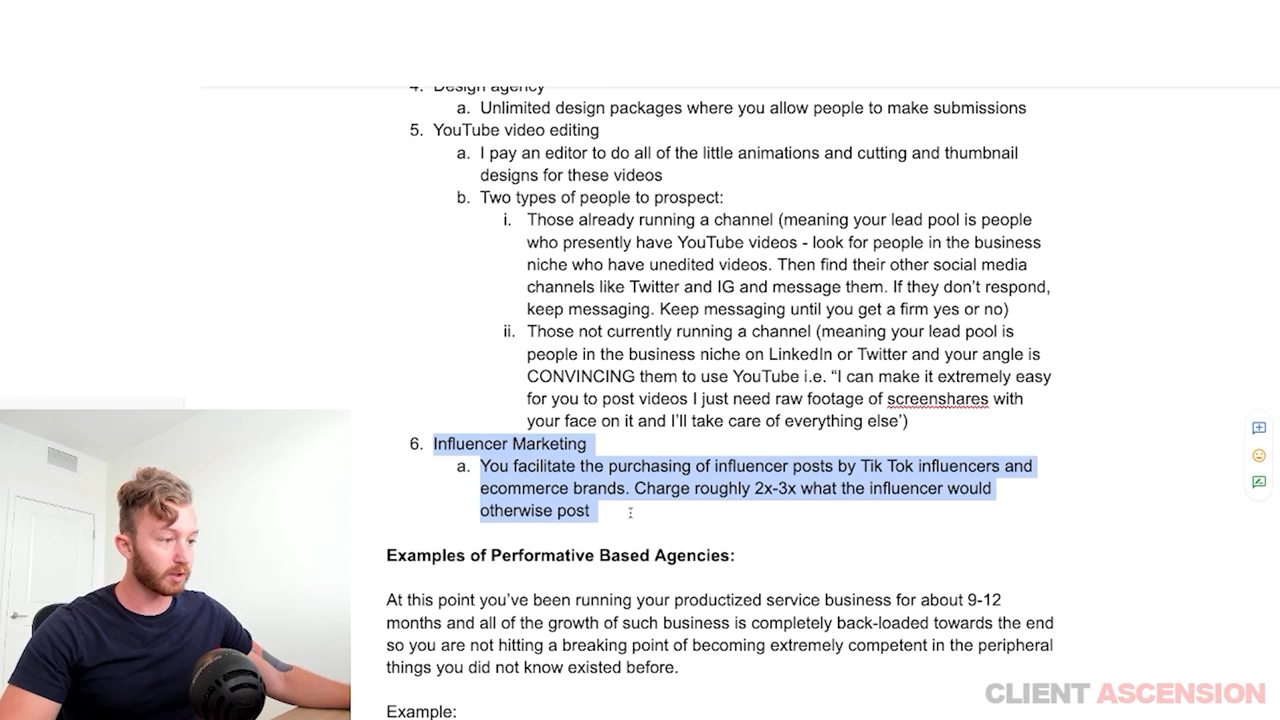 4. Design agency
a. Unlimited design packages where you allow people to make submissions
5. YouTube video editing
a. I pay an editor to do all of the little animations and cutting and thumbnail
designs for these videos
b. Two types of people to prospect:
i. Those already running a channel (meaning your lead pool is people
who presently have YouTube videos - look for people in the business
niche who have unedited videos. Then find their other social media
channels like Twitter and IG and message them. If they don’t respond,
keep messaging. Keep messaging until you get a firm yes or no)
ii. Those not currently running a channel (meaning your lead pool is
people in the business niche on LinkedIn or Twitter and your angle is
CONVINCING them to use YouTube i.e. “I can make it extremely easy
for you to post videos I just need raw footage of screenshares with
your face on it and I’ll take care of everything else’)
6. Influencer Marketing
a. You facilitate the purchasing of influencer posts by Tik Tok influencers and
ecommerce brands. Charge roughly 2x-3x what the influencer would
otherwise post
Examples of Performative Based Agencies:
At this point you’ve been running your productized service business for about 9-12
months and all of the growth of such business is completely back-loaded towards the end
so you are not hitting a breaking point of becoming extremely competent in the peripheral
things you did not know existed before.
Example:
CLIENT ASCENSION